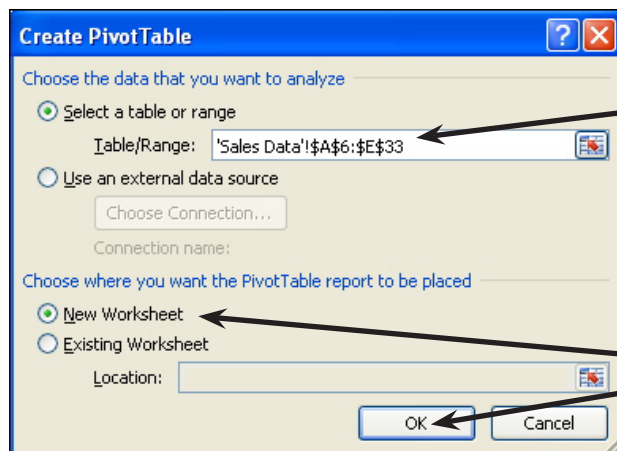 Create PivotTable
?
Choose the data that you want to analyze
Select a table or range
Table/Range: 'Sales Data'!$A$6:$E$33
Use an external data source
Choose Connection...
Connection name:
Choose where you want the PivotTable report to be placed
New Worksheet
Existing Worksheet
Location:
OK Cancel